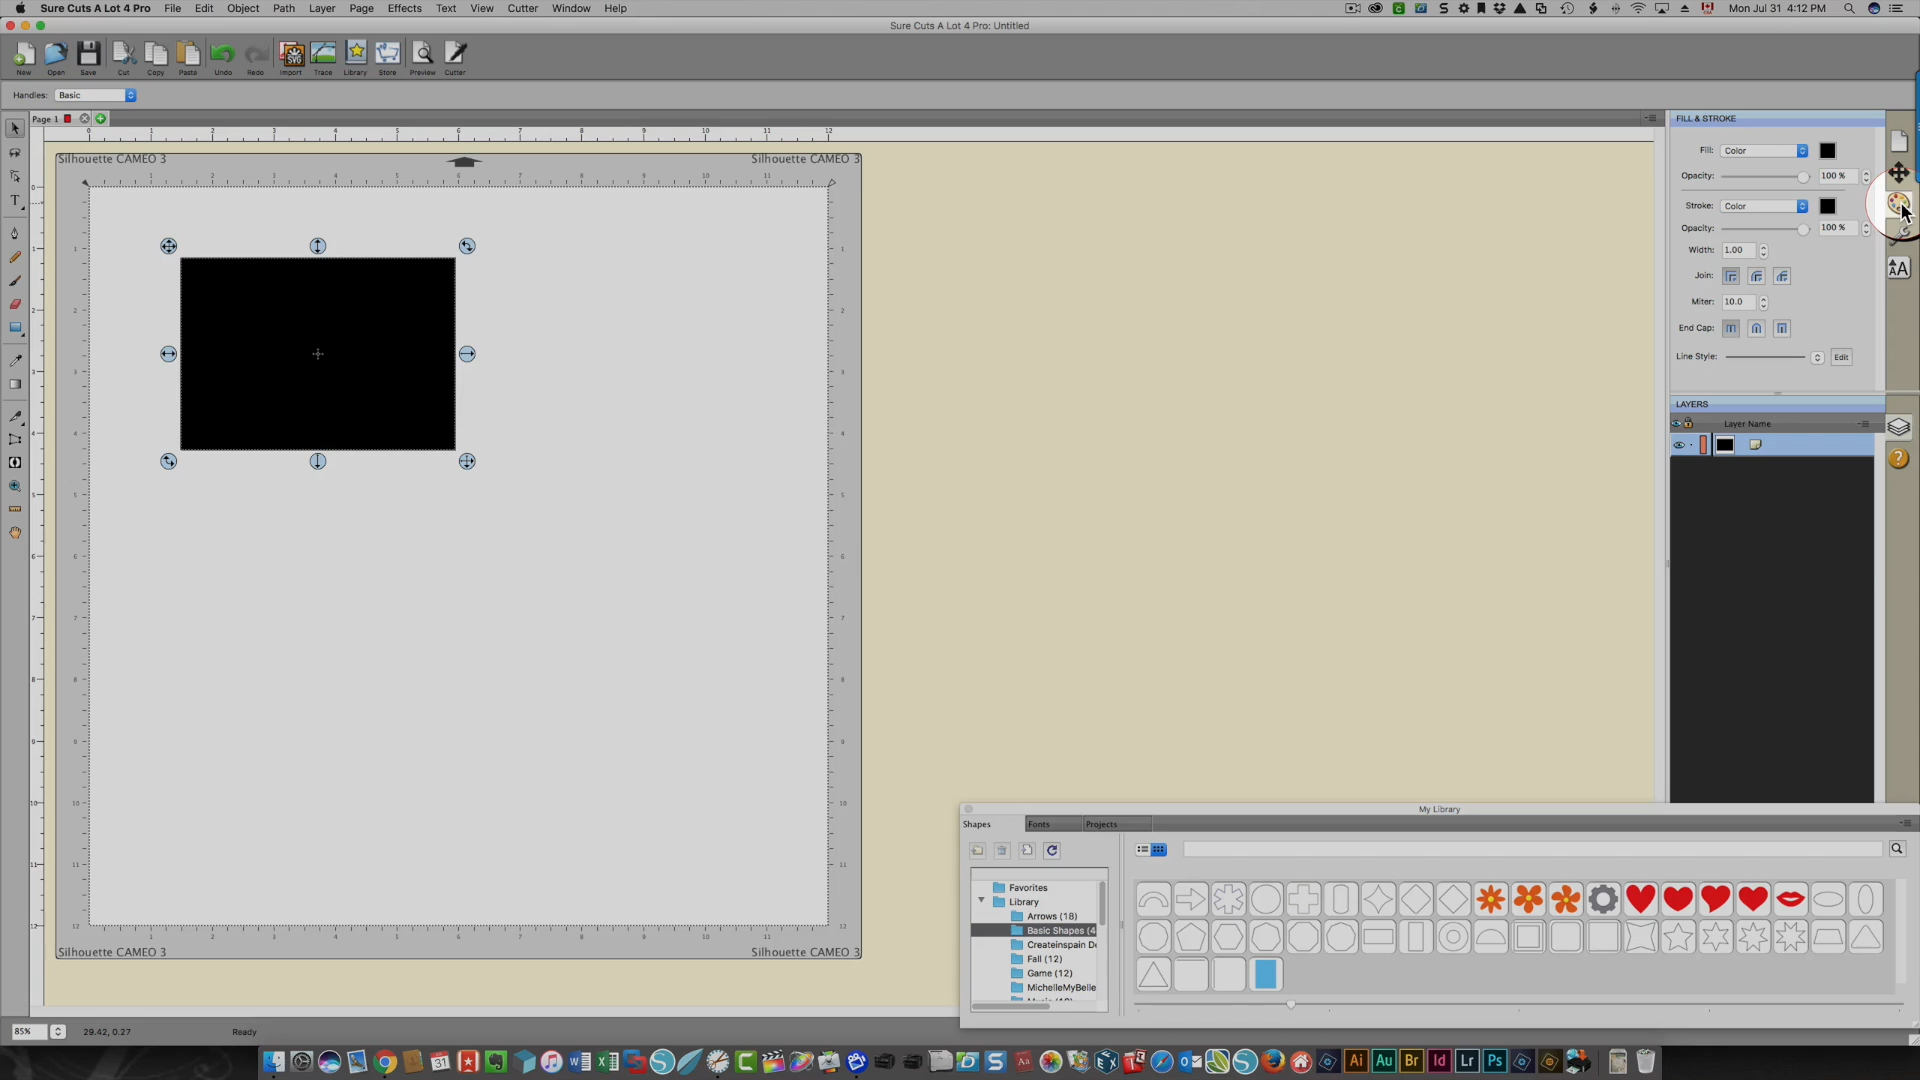 Sure Cuts A Lot 4 Pro File Edit Object Path Layer Page Effects Text View Cutter Window Help Mon Jul 31 4:12 PM
Sure Cuts A Lot 4 Pro: Untitled
New Open Save Cut Copy Paste Undo Redo Import Trace Library Store Preview Cutter
Handles: Basic
Page 1
Silhouette CAMEO 3 Silhouette CAMEO 3
FILL & STROKE
Fill: Color
Opacity: 100 %
Stroke: Color
Opacity: 100 %
Width: 1.00
Join:
Miter: 10.0
End Cap:
Line Style: Edit
LAYERS
Layer Name
My Library
Shapes Fonts Projects
Favorites
Library
Arrows (18)
Basic Shapes (4
Createinspain De
Fall (12)
Game (12)
MichelleMyBelle
Silhouette CAMEO 3 Silhouette CAMEO 3
85% 29.42, 0.27 Ready